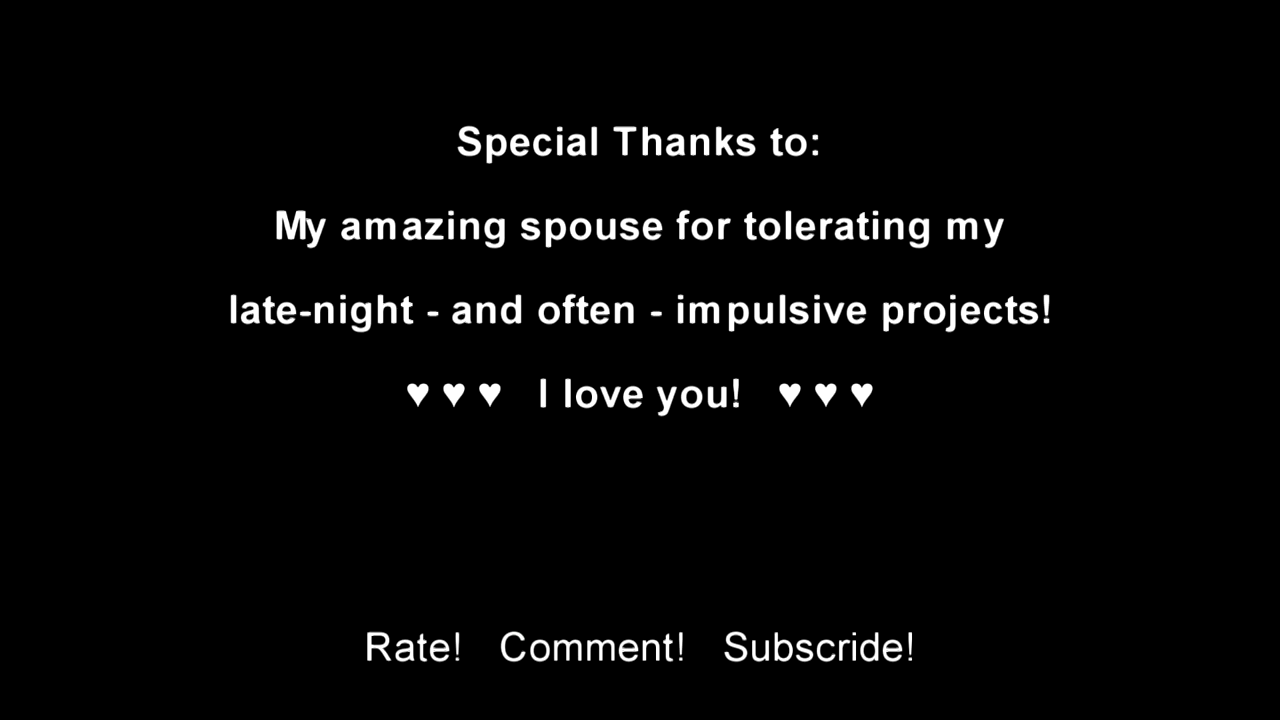 Special Thanks to:
My amazing spouse for tolerating my
late-night - and often - impulsive projects!
♥ ♥ ♥ I love you! ♥ ♥ ♥
Rate! Comment! Subscride!